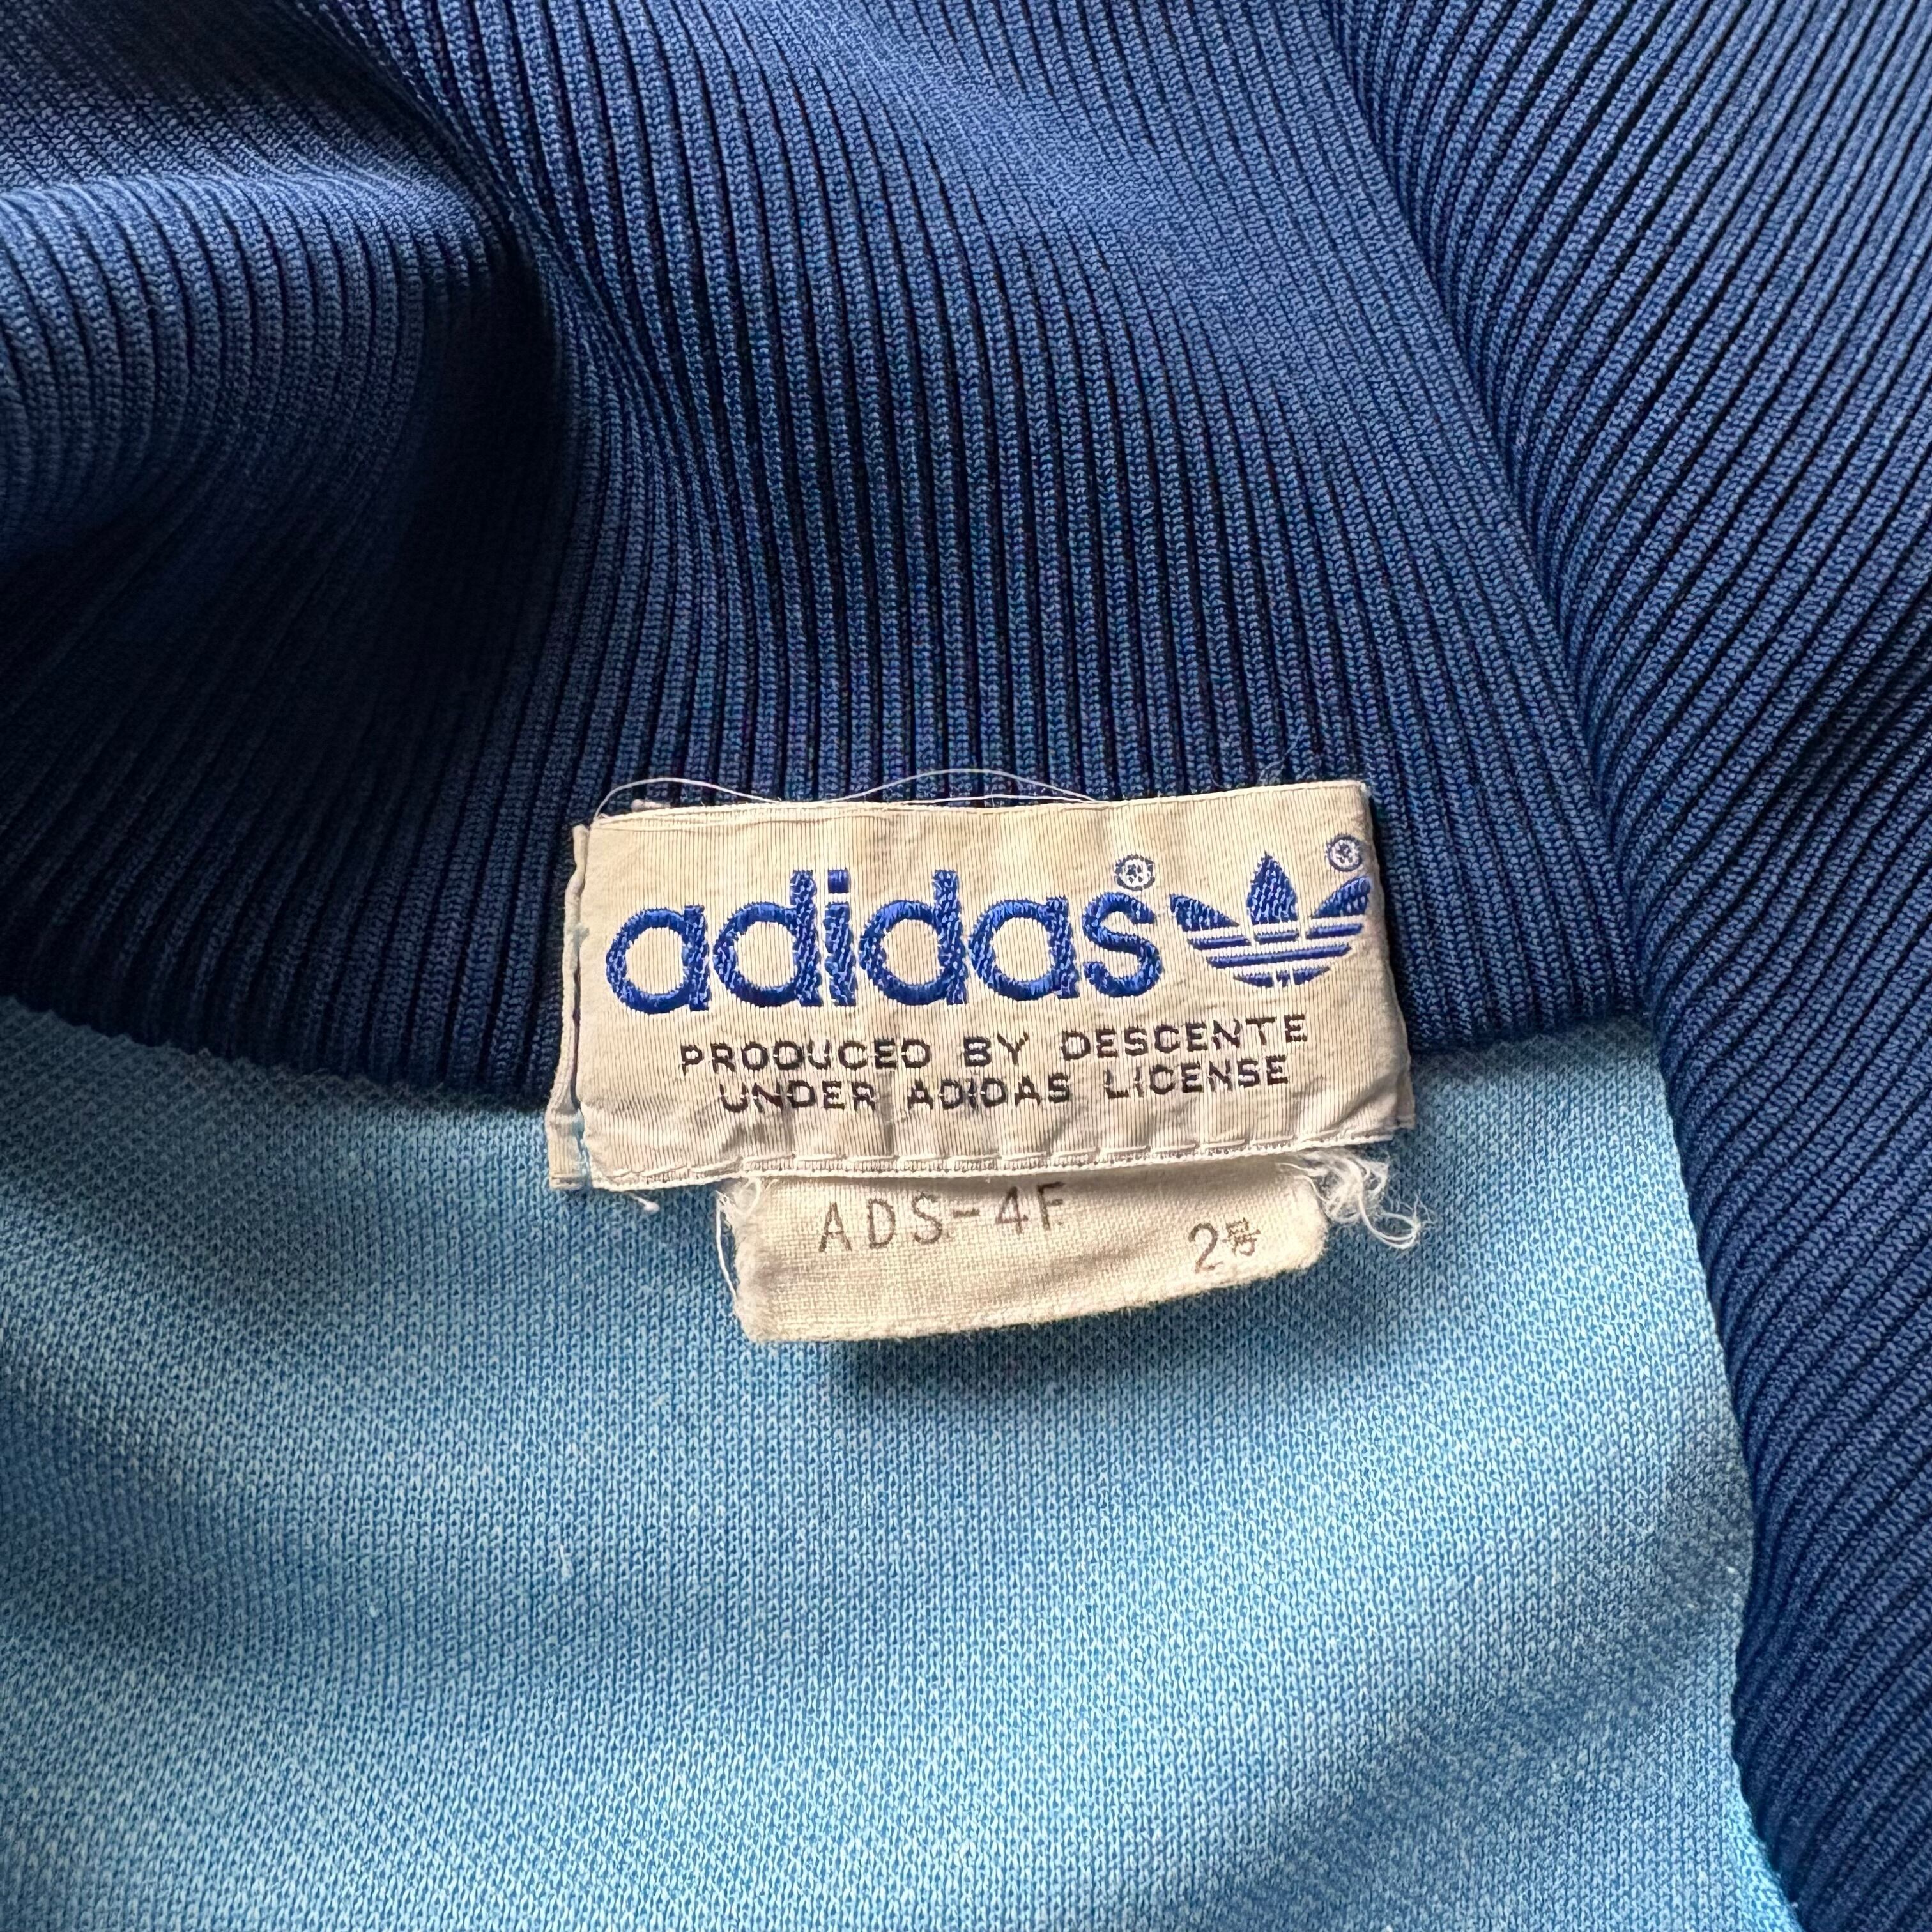 adidas®
®
PRODUCED BY DESCENTE
UNDER ADIDAS LICENSE
ADS-4F
2号